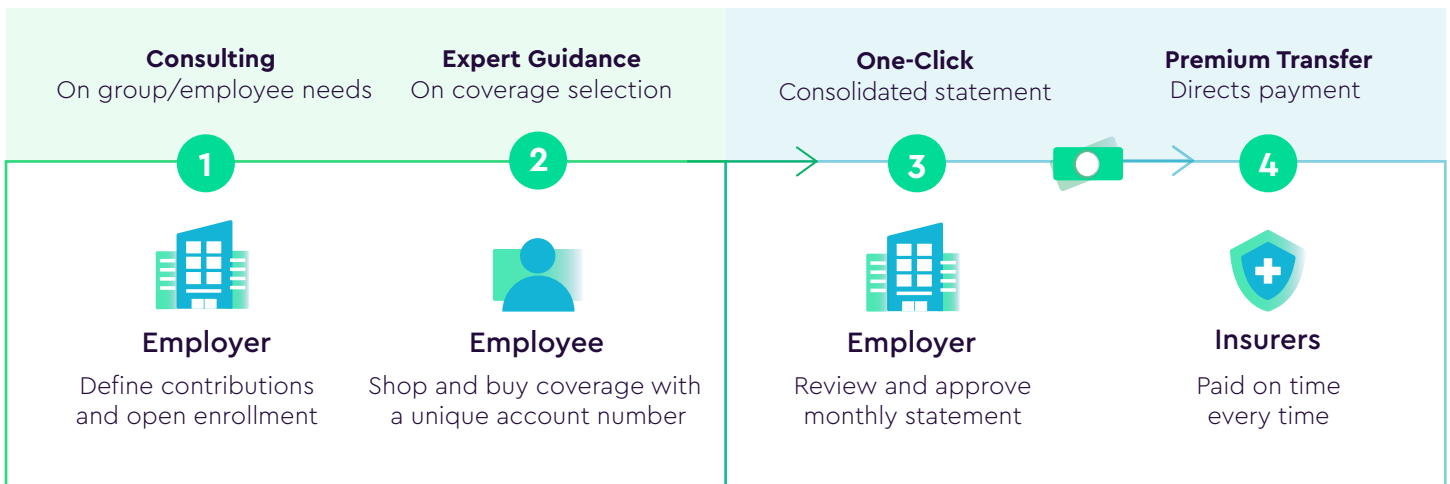 Consulting
On group/employee needs
Expert Guidance
On coverage selection
One-Click
Consolidated statement
Premium Transfer
Directs payment
1
2
3
4
Employer
Define contributions
and open enrollment
Employee
Shop and buy coverage with
a unique account number
Employer
Review and approve
monthly statement
Insurers
Paid on time
every time